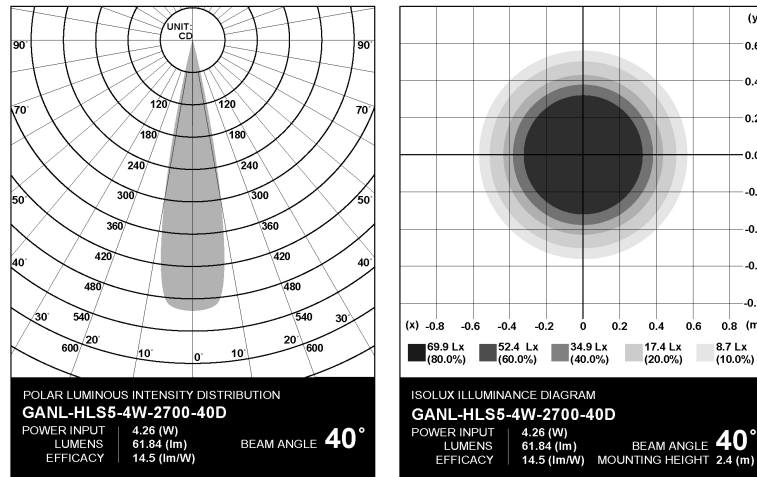 UNIT:
CD
90° 90°
120 120
70° 180 180 70°
240 240
50° 300 300 50°
360 360
420 420
40° 480 480 40°
30° 540 540 30°
600 20° 10° 0° 10° 20° 600
POLAR LUMINOUS INTENSITY DISTRIBUTION
GANL-HLS5-4W-2700-40D
POWER INPUT 4.26 (W)
LUMENS 61.84 (lm)
EFFICACY 14.5 (lm/W)
BEAM ANGLE 40°
(y
0.4
0.2
0.0
(x) -0.8 -0.6 -0.4 -0.2 0 0.2 0.4 0.6 0.8 (m
69.9 Lx
(80.0%)
52.4 Lx
(60.0%)
34.9 Lx
(40.0%)
17.4 Lx
(20.0%)
8.7 Lx
(10.0%)
ISOLUX ILLUMINANCE DIAGRAM
GANL-HLS5-4W-2700-40D
POWER INPUT 4.26 (W)
LUMENS 61.84 (lm)
EFFICACY 14.5 (lm/W)
BEAM ANGLE 40°
MOUNTING HEIGHT 2.4 (m)